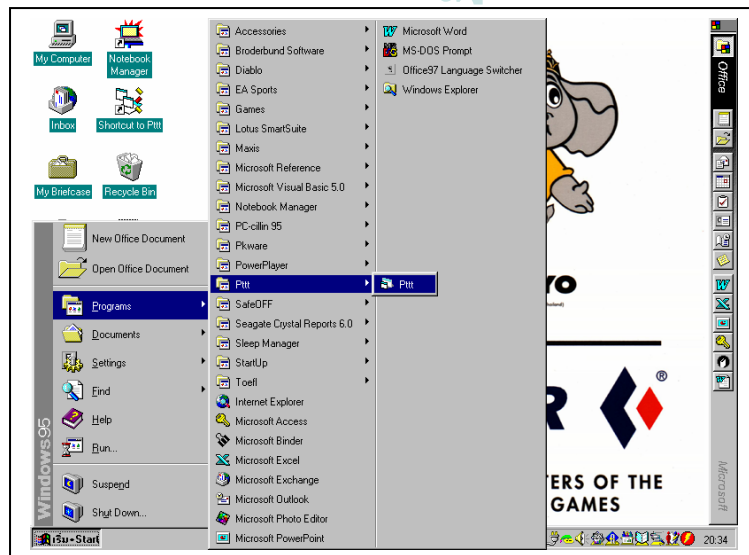 My Computer
Notebook
Manager
Inbox
Shortcut to Pttt
My Briefcase
Recycle Bin
New Office Document
Open Office Document
Programs
Documents
Settings
Find
Help
Run...
Suspend
Shut Down...
Windows95
Accessories
Broderbund Software
Diablo
EA Sports
Games
Lotus SmartSuite
Maxis
Microsoft Reference
Microsoft Visual Basic 5.0
Notebook Manager
PC-cillin 95
Pkware
PowerPlayer
Pttt
SafeOFF
Seagate Crystal Reports 6.0
Sleep Manager
StartUp
Toefl
Internet Explorer
Microsoft Access
Microsoft Binder
Microsoft Excel
Microsoft Exchange
Microsoft Outlook
Microsoft Photo Editor
Microsoft PowerPoint
Microsoft Word
MS-DOS Prompt
Office97 Language Switcher
Windows Explorer
Pttt
YO
R ®
ERS OF THE
GAMES
Office
Microsoft
เริ่ม-Start
20:34